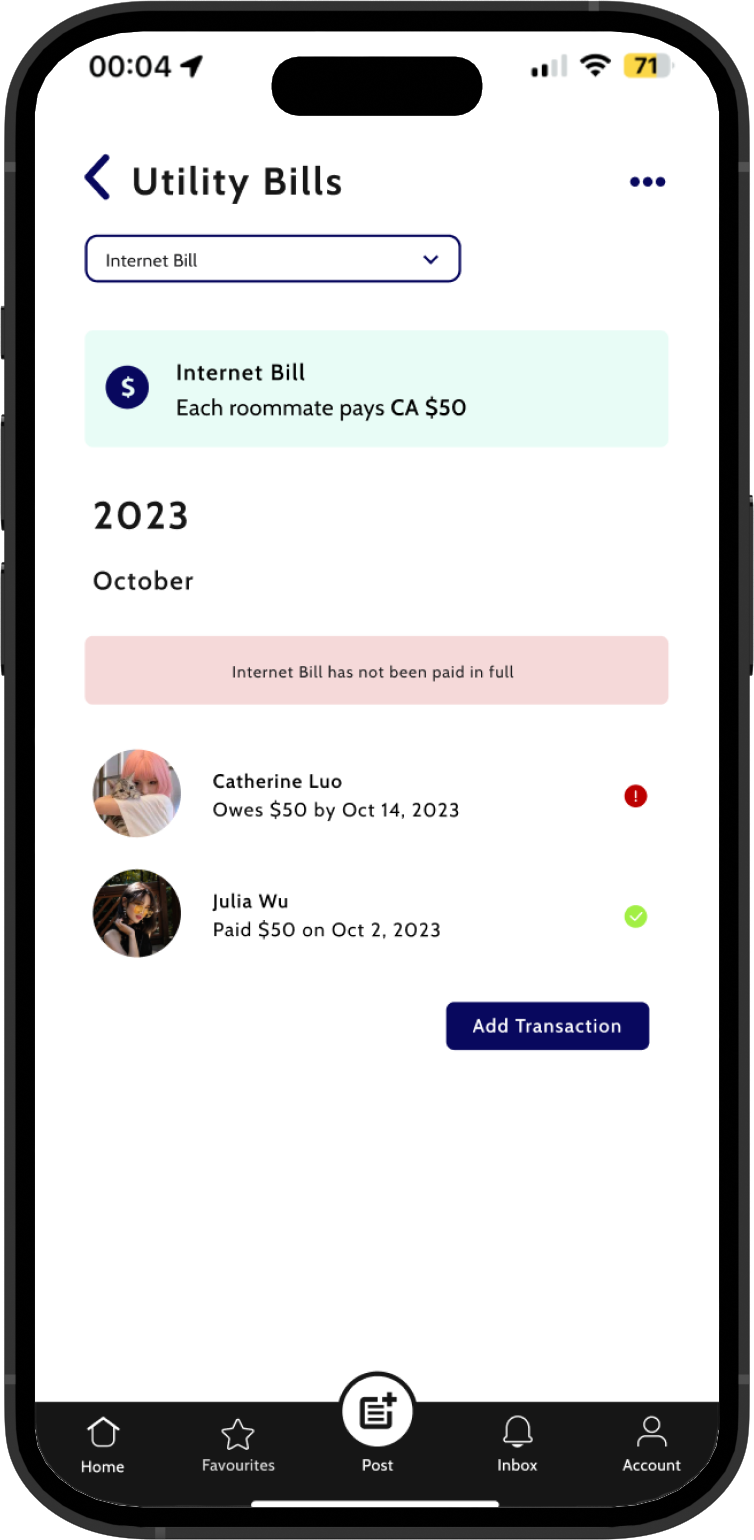 00:04
71
Utility Bills
Internet Bill
$
Internet Bill
Each roommate pays CA $50
2023
October
Internet Bill has not been paid in full
Catherine Luo
Owes $50 by Oct 14, 2023
!
Julia Wu
Paid $50 on Oct 2, 2023
Add Transaction
Home
Favourites
Post
Inbox
Account